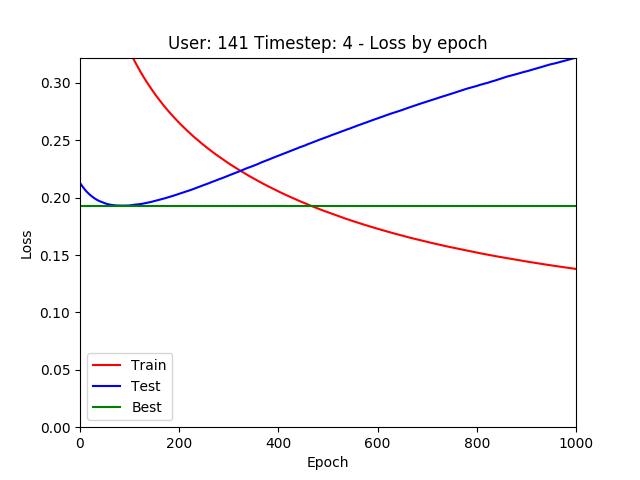 User: 141 Timestep: 4 - Loss by epoch
0.30
0.25
0.20
0.15
0.10
0.05
0.00
Loss
Train
Test
Best
0 200 400 600 800 1000
Epoch